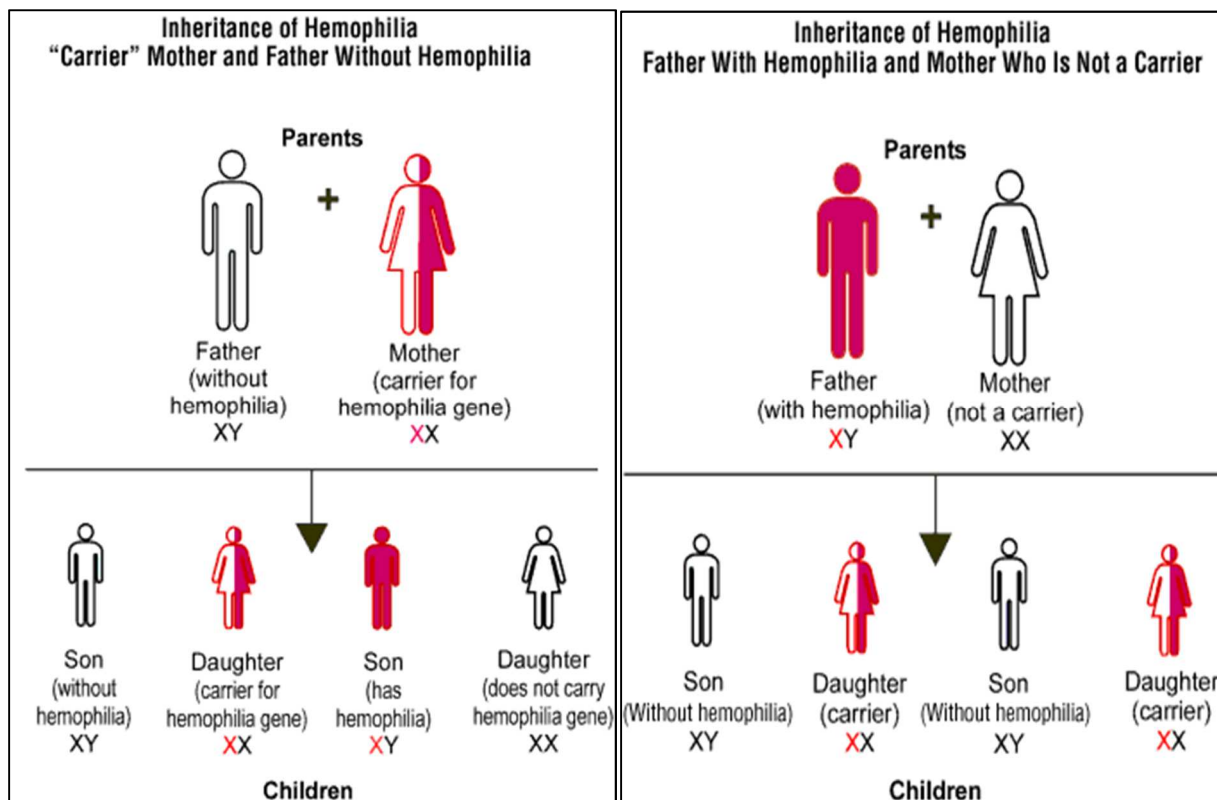 Inheritance of Hemophilia
“Carrier” Mother and Father Without Hemophilia
Parents
+
Father
(without
hemophilia)
XY
Mother
(carrier for
hemophilia gene)
XX
Son
(without
hemophilia)
XY
Daughter
(carrier for
hemophilia gene)
XX
Son
(has
hemophilia)
XY
Daughter
(does not carry
hemophilia gene)
XX
Children
Inheritance of Hemophilia
Father With Hemophilia and Mother Who Is Not a Carrier
Parents
+
Father
(with hemophilia)
XY
Mother
(not a carrier)
XX
Son
(Without hemophilia)
XY
Daughter
(carrier)
XX
Son
(Without hemophilia)
XY
Daughter
(carrier)
XX
Children